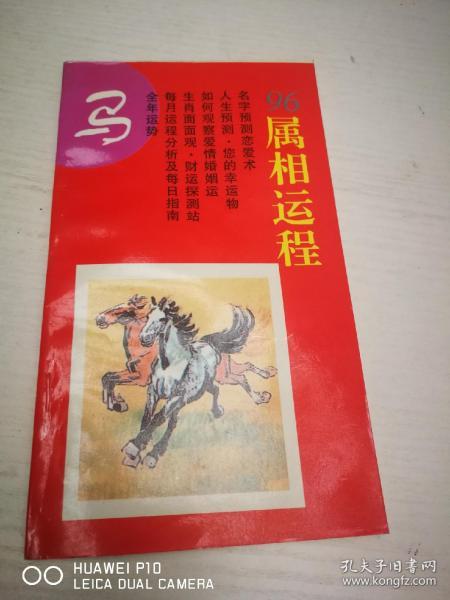 96
属相运程
名字预测恋爱术
人生预测·您的幸运物
如何观察爱情婚姻运
生肖面面观·财运探测站
每月运程分析及每日指南
全年运势
马
HUAWEI P10
LEICA DUAL CAMERA
孔夫子旧书网
www.kongfz.com